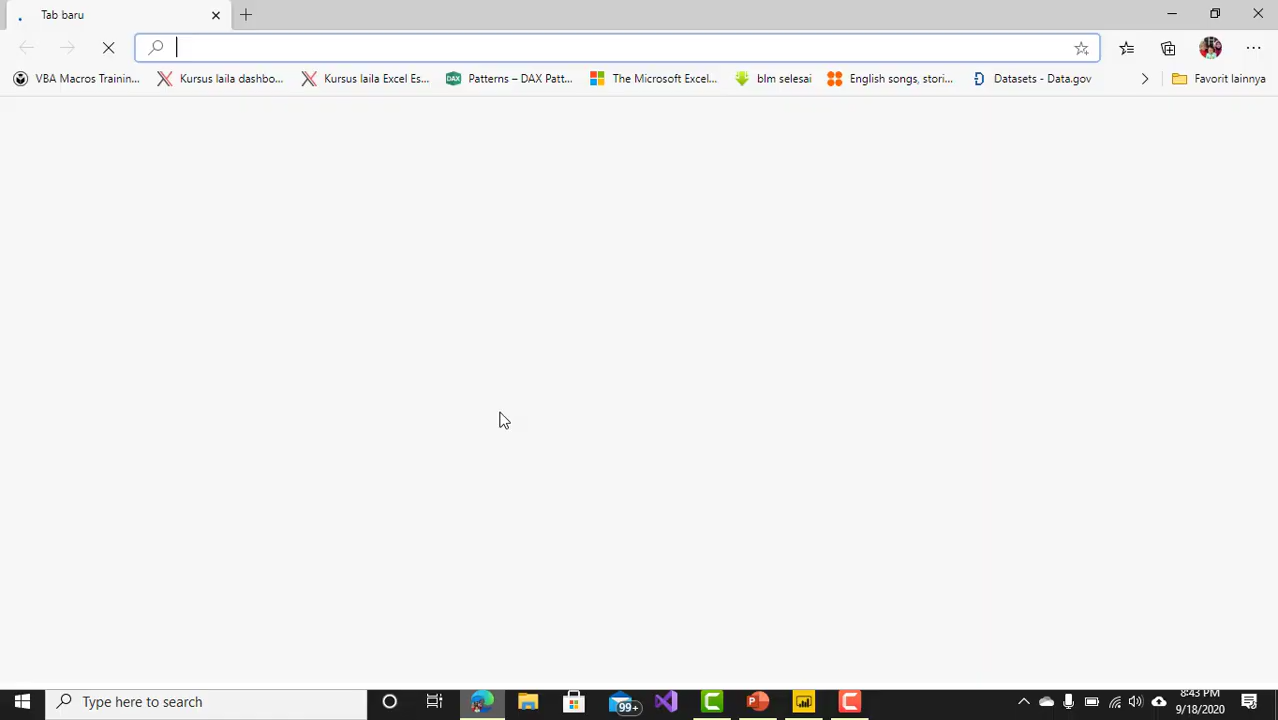 Tab baru
VBA Macros Trainin...
Kursus laila dashbo...
Kursus laila Excel Es...
DAX
Patterns – DAX Patt...
The Microsoft Excel...
blm selesai
English songs, stori...
Datasets - Data.gov
Favorit lainnya
Type here to search
99+
8:43 PM
9/18/2020